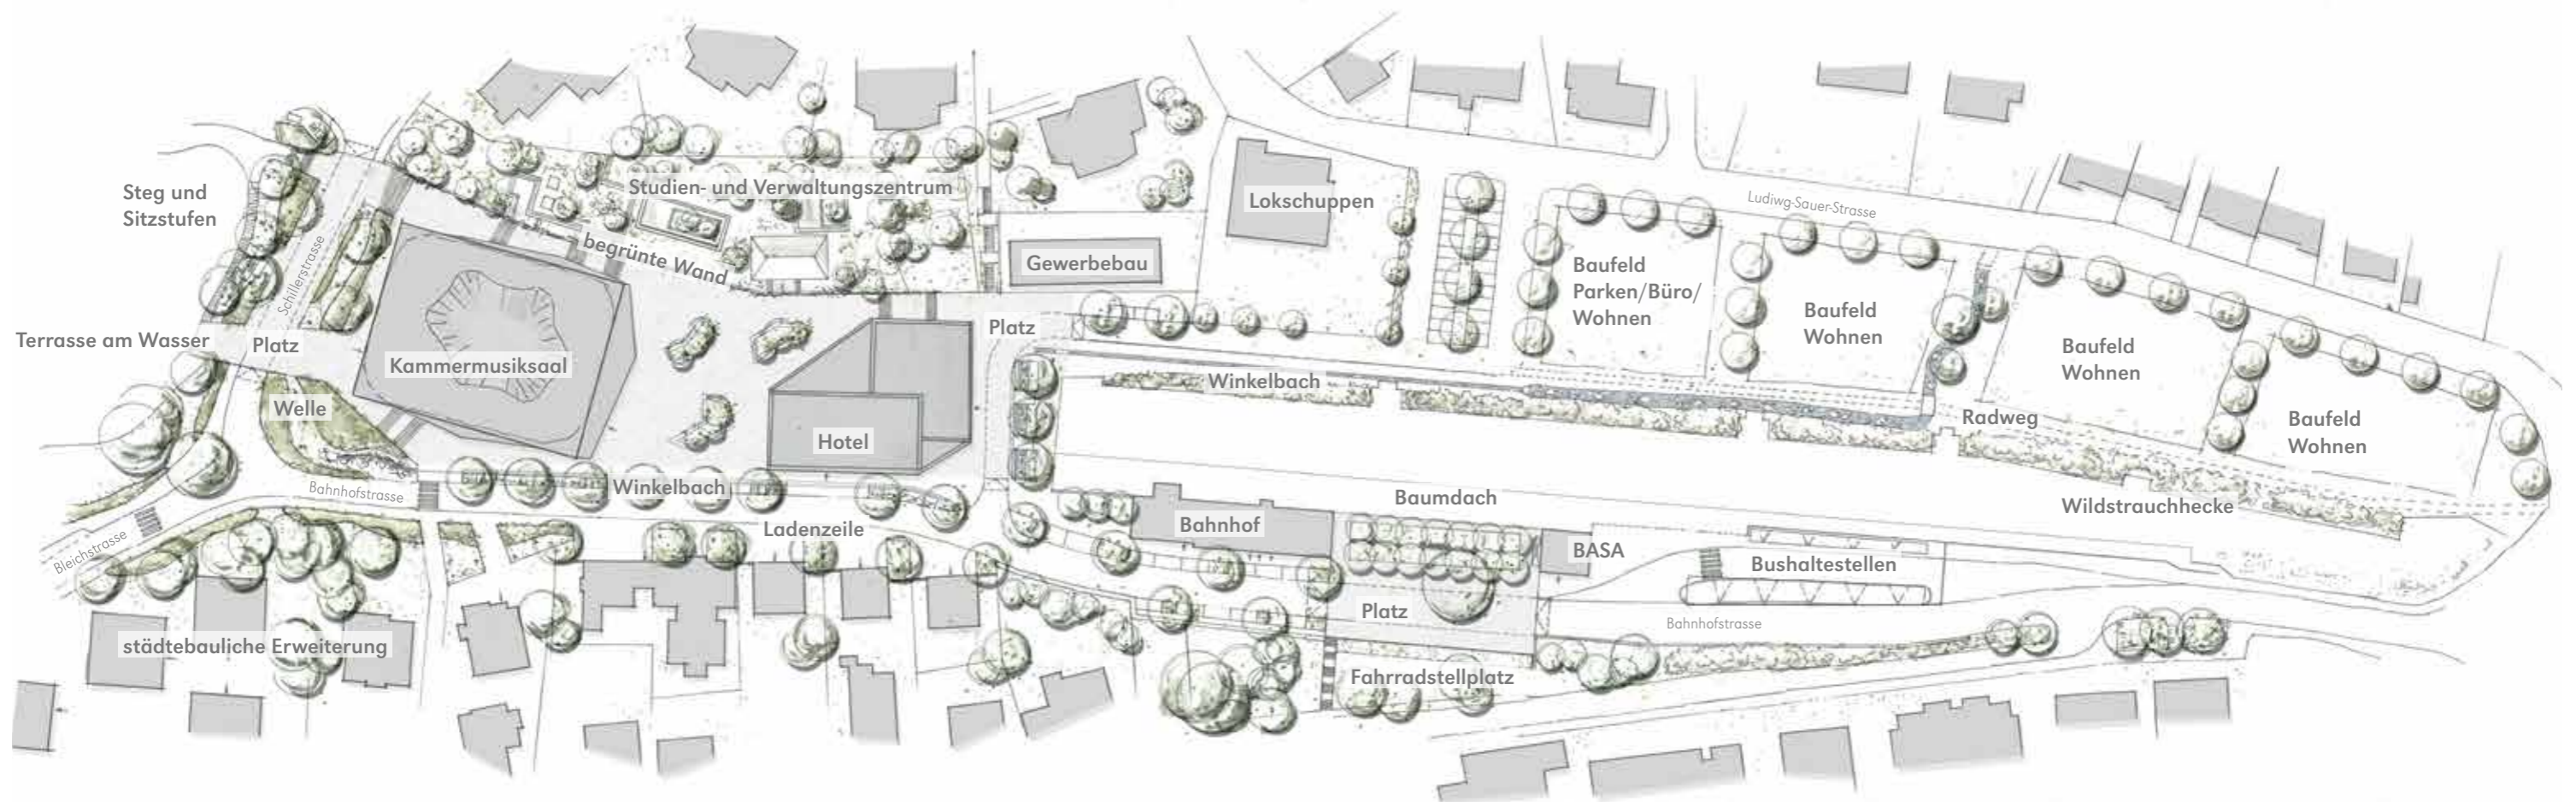 Steg und
Sitzstufen
Schillerstrasse
Terrasse am Wasser
Platz
Welle
Kammermusiksaal
Studien- und Verwaltungszentrum
begrünte Wand
Hotel
Platz
Gewerbebau
Lokschuppen
Winkelbach
Bahnhofstrasse
Bleichstrasse
Winkelbach
Ladenzeile
städtebauliche Erweiterung
Baufeld
Parken/Büro/
Wohnen
Baufeld
Wohnen
Ludiwg-Sauer-Strasse
Baufeld
Wohnen
Baufeld
Wohnen
Radweg
Wildstrauchhecke
Baumdach
Bahnhof
BASA
Bushaltestellen
Platz
Bahnhofstrasse
Fahrradstellplatz